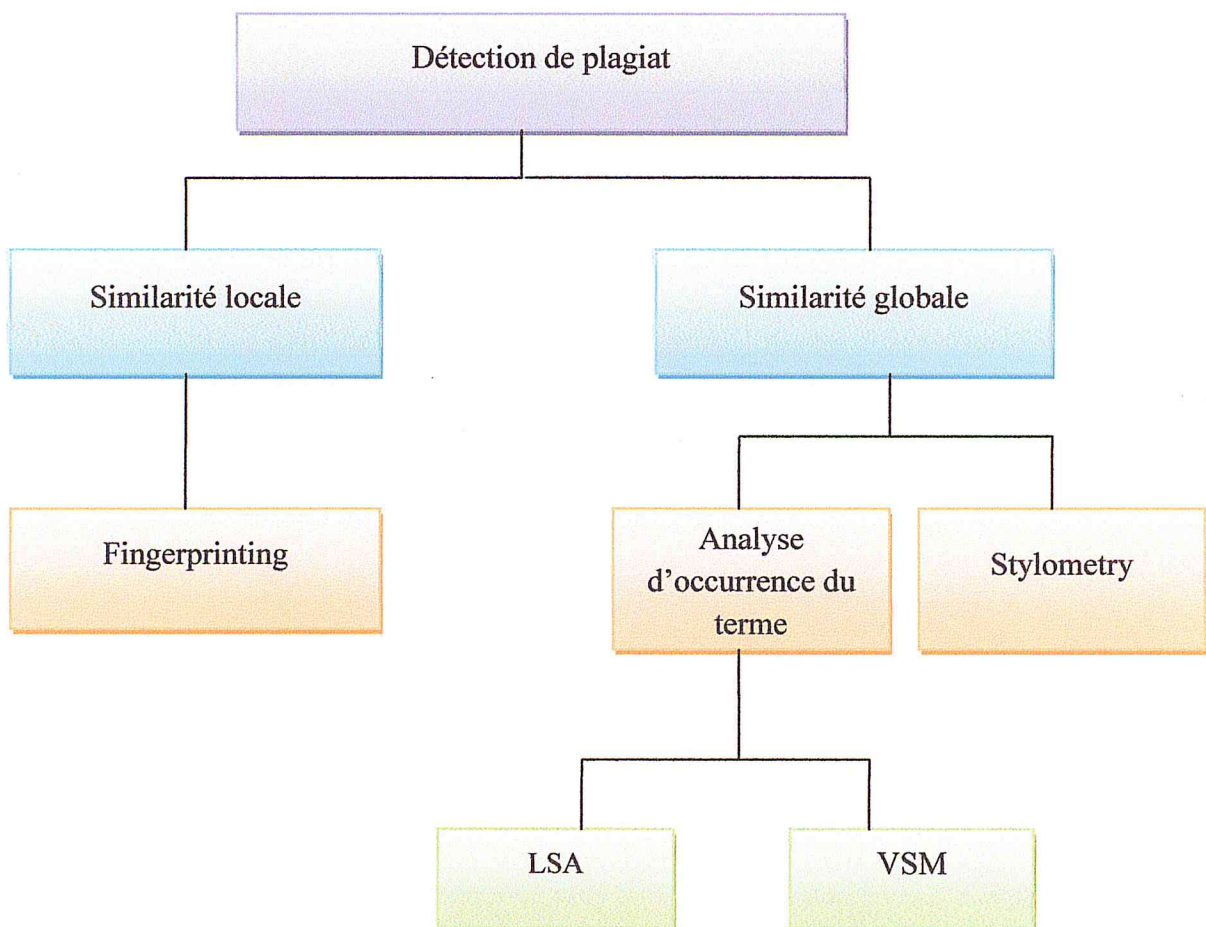 Détection de plagiat
Similarité locale
Similarité globale
Fingerprinting
Analyse
d’occurrence du
terme
Stylometry
LSA
VSM